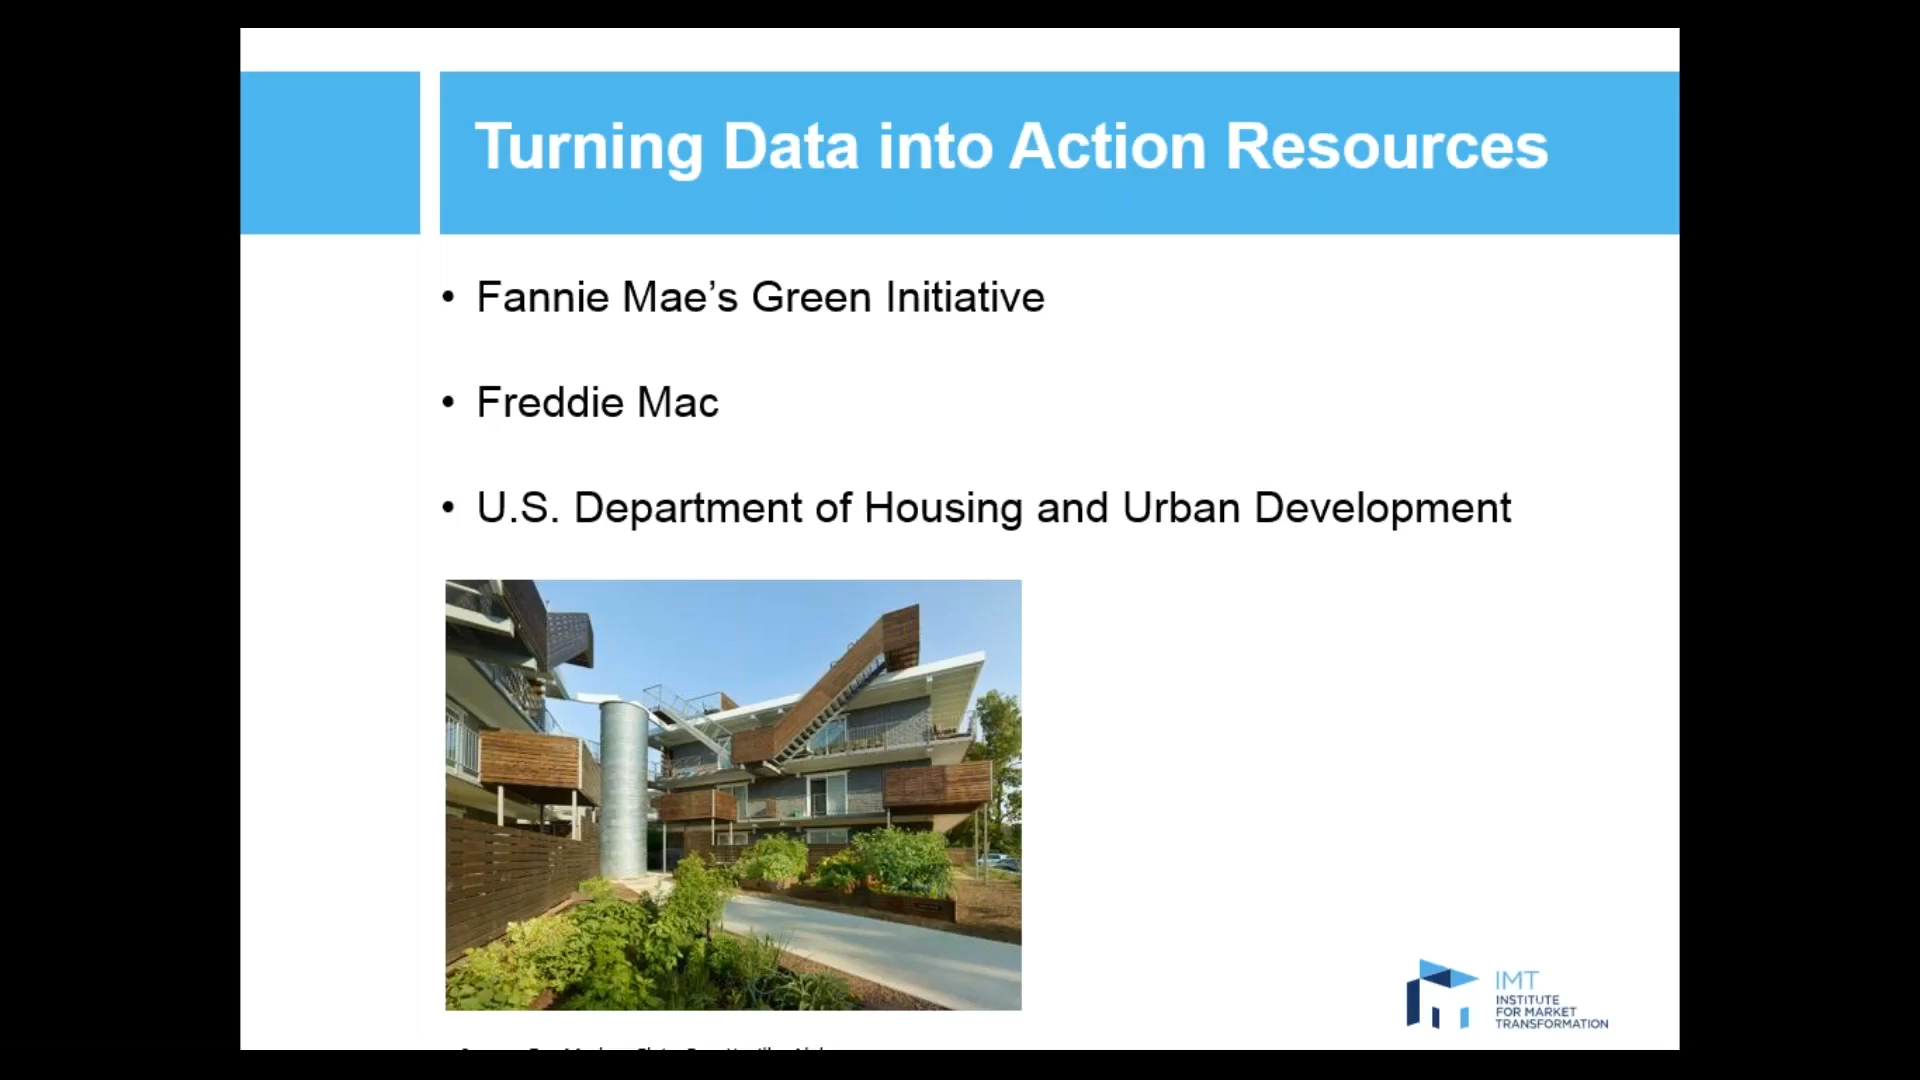 Turning Data into Action Resources
• Fannie Mae’s Green Initiative
• Freddie Mac
• U.S. Department of Housing and Urban Development
IMT
INSTITUTE
FOR MARKET
TRANSFORMATION